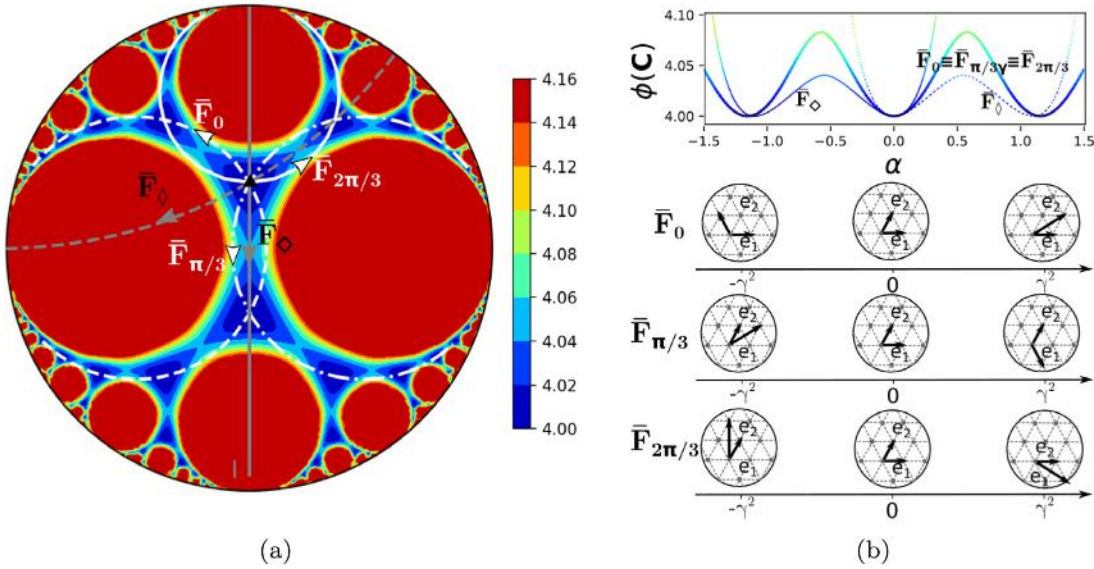 F̄₀
F̄₂π/₃
F̄◊
F̄◇
F̄π/₃
4.16
4.14
4.12
4.10
4.08
4.06
4.04
4.02
4.00
(a)
ϕ(C)
4.10
4.05
4.00
F̄₀≡F̄π/₃γ≡F̄₂π/₃
F̄◇
F̄◊
−1.5 −1.0 −0.5 0.0 0.5 1.0 1.5
α
F̄₀
e₂ e₁ e₂ e₁ e₂ e₁
-γ² 0 γ²
F̄π/₃
e₂ e₁ e₂ e₁ e₂ e₁
-γ² 0 γ²
F̄₂π/₃
e₂ e₁ e₂ e₁ e₂ e₁
-γ² 0 γ²
(b)